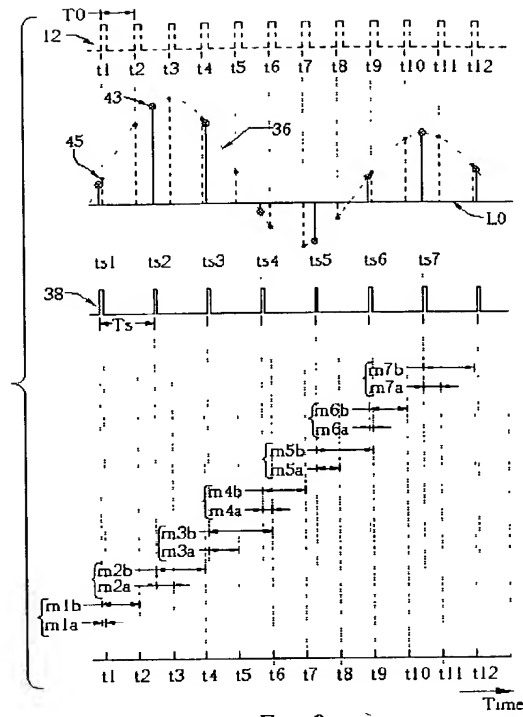 T0
12
t1 t2 t3 t4 t5 t6 t7 t8 t9 t10 t11 t12
43
36
45
L0
ts1 ts2 ts3 ts4 ts5 ts6 ts7
38
Ts
m7b
m7a
m6b
m6a
m5b
m5a
m4b
m4a
m3b
m3a
m2b
m2a
m1b
m1a
t1 t2 t3 t4 t5 t6 t7 t8 t9 t10 t11 t12
Time